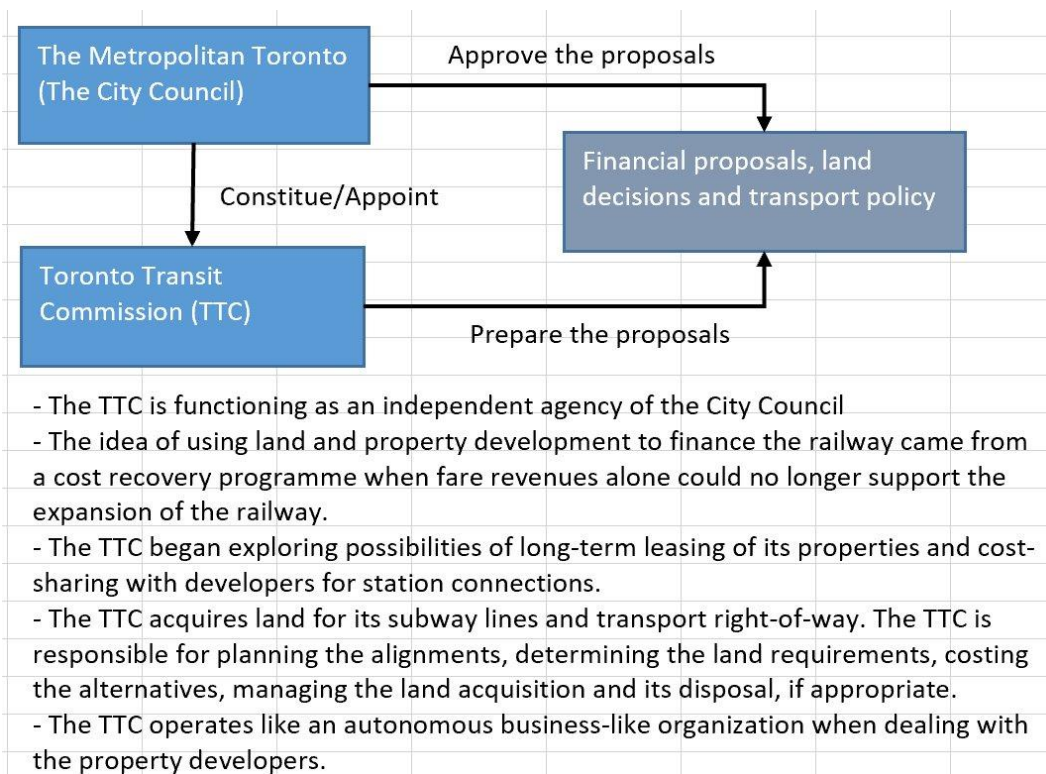 The Metropolitan Toronto
(The City Council)
Approve the proposals
Financial proposals, land
decisions and transport policy
Constitue/Appoint
Toronto Transit
Commission (TTC)
Prepare the proposals
- The TTC is functioning as an independent agency of the City Council
- The idea of using land and property development to finance the railway came from
a cost recovery programme when fare revenues alone could no longer support the
expansion of the railway.
- The TTC began exploring possibilities of long-term leasing of its properties and cost-
sharing with developers for station connections.
- The TTC acquires land for its subway lines and transport right-of-way. The TTC is
responsible for planning the alignments, determining the land requirements, costing
the alternatives, managing the land acquisition and its disposal, if appropriate.
- The TTC operates like an autonomous business-like organization when dealing with
the property developers.